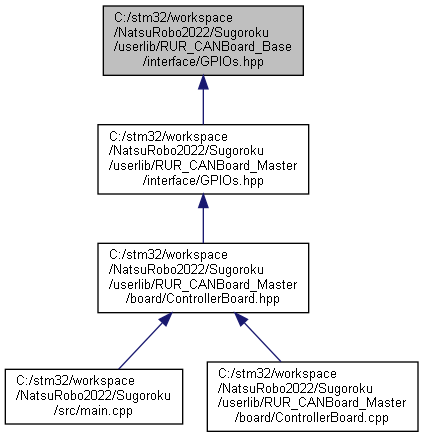 C:/stm32/workspace
/NatsuRobo2022/Sugoroku
/userlib/RUR_CANBoard_Base
/interface/GPIOs.hpp
C:/stm32/workspace
/NatsuRobo2022/Sugoroku
/userlib/RUR_CANBoard_Master
/interface/GPIOs.hpp
C:/stm32/workspace
/NatsuRobo2022/Sugoroku
/userlib/RUR_CANBoard_Master
/board/ControllerBoard.hpp
C:/stm32/workspace
/NatsuRobo2022/Sugoroku
/src/main.cpp
C:/stm32/workspace
/NatsuRobo2022/Sugoroku
/userlib/RUR_CANBoard_Master
/board/ControllerBoard.cpp